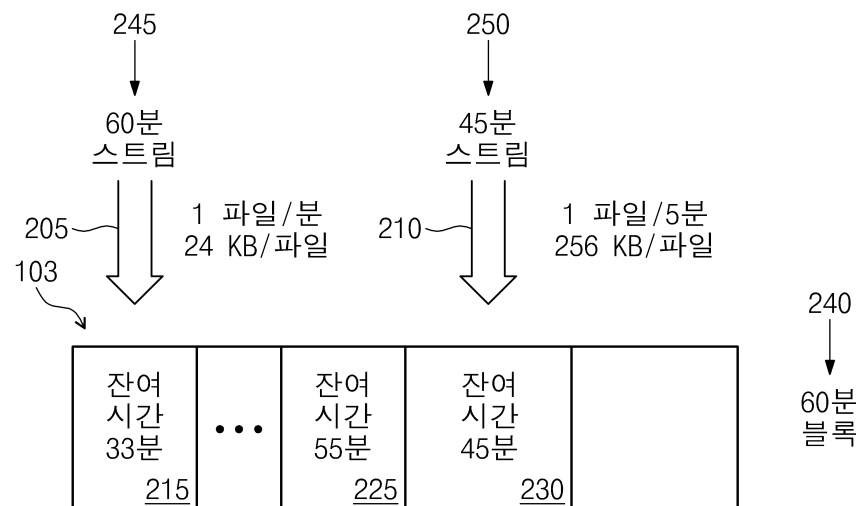 245
250
60분
스트림
45분
스트림
205
1 파일/분
24 KB/파일
210
1 파일/5분
256 KB/파일
103
240
잔여
시간
33분
215
•••
잔여
시간
55분
225
잔여
시간
45분
230
60분
블록